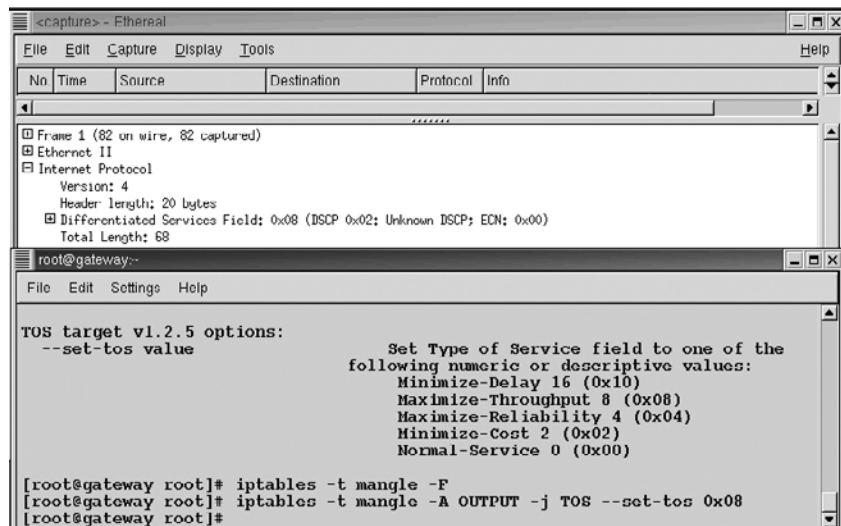 <capture> - Ethereal
File Edit Capture Display Tools Help
No. Time Source Destination Protocol Info
Frame 1 (82 on wire, 82 captured)
Ethernet II
Internet Protocol
Version: 4
Header length: 20 bytes
Differentiated Services Field: 0x08 (DSCP 0x02: Unknown DSCP; ECN: 0x00)
Total Length: 68
root@gateway:~
File Edit Settings Help
TOS target v1.2.5 options:
--set-tos value Set Type of Service field to one of the
following numeric or descriptive values:
Minimize-Delay 16 (0x10)
Maximize-Throughput 8 (0x08)
Maximize-Reliability 4 (0x04)
Minimize-Cost 2 (0x02)
Normal-Service 0 (0x00)
[root@gateway root]# iptables -t mangle -F
[root@gateway root]# iptables -t mangle -A OUTPUT -j TOS --set-tos 0x08
[root@gateway root]#